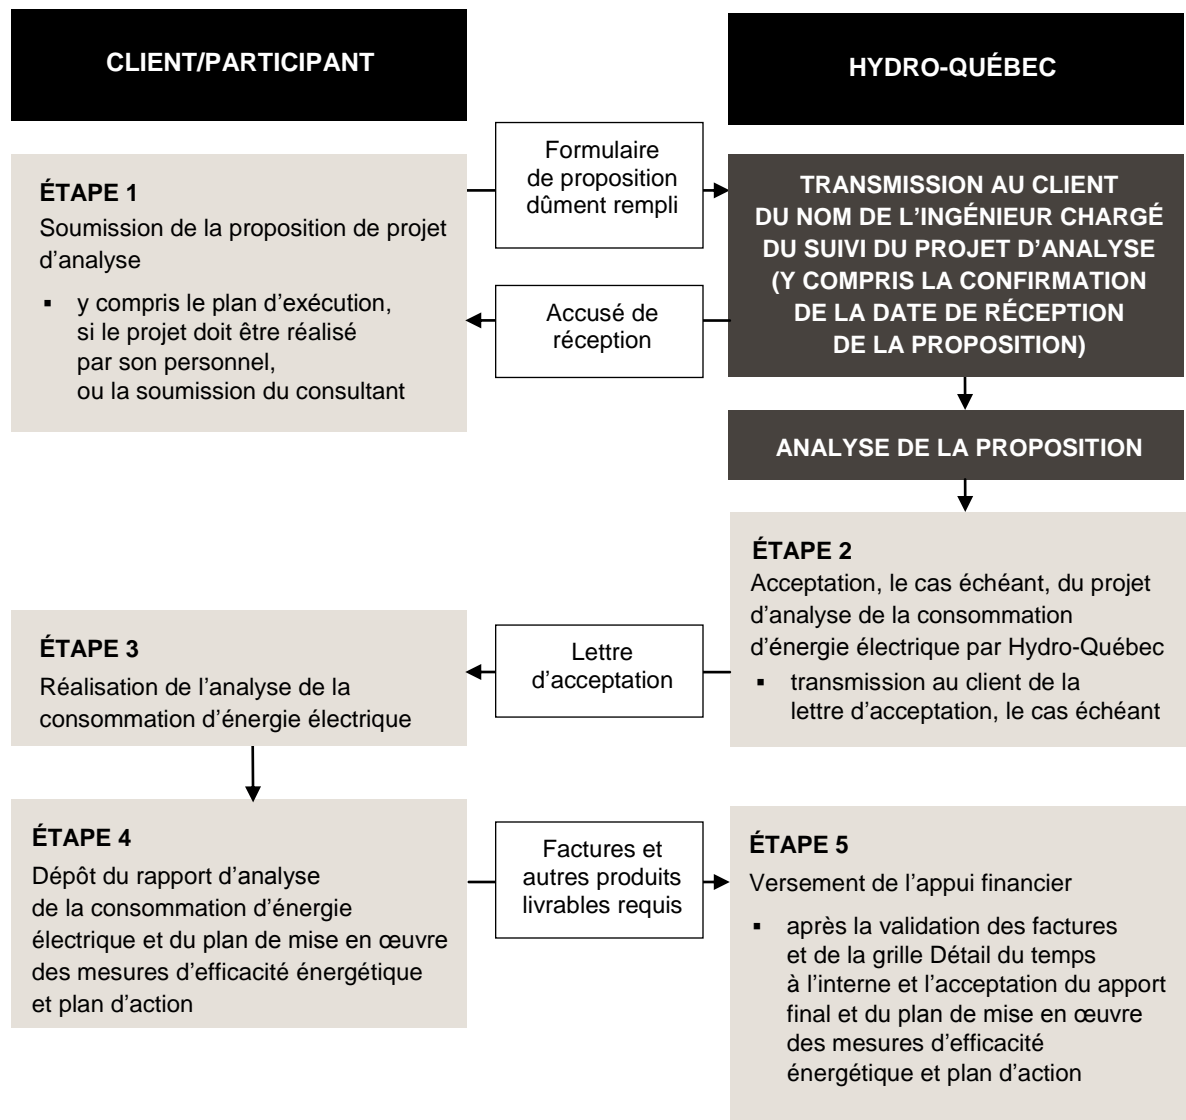 CLIENT/PARTICIPANT
HYDRO-QUÉBEC
ÉTAPE 1
Soumission de la proposition de projet
d’analyse
▪ y compris le plan d’exécution,
si le projet doit être réalisé
par son personnel,
ou la soumission du consultant
Formulaire
de proposition
dûment rempli
Accusé de
réception
TRANSMISSION AU CLIENT
DU NOM DE L’INGÉNIEUR CHARGÉ
DU SUIVI DU PROJET D’ANALYSE
(Y COMPRIS LA CONFIRMATION
DE LA DATE DE RÉCEPTION
DE LA PROPOSITION)
ANALYSE DE LA PROPOSITION
ÉTAPE 2
Acceptation, le cas échéant, du projet
d’analyse de la consommation
d’énergie électrique par Hydro-Québec
▪ transmission au client de la
lettre d’acceptation, le cas échéant
Lettre
d’acceptation
ÉTAPE 3
Réalisation de l’analyse de la
consommation d’énergie électrique
ÉTAPE 4
Dépôt du rapport d’analyse
de la consommation d’énergie
électrique et du plan de mise en œuvre
des mesures d’efficacité énergétique
et plan d’action
Factures et
autres produits
livrables requis
ÉTAPE 5
Versement de l’appui financier
▪ après la validation des factures
et de la grille Détail du temps
à l’interne et l’acceptation du apport
final et du plan de mise en œuvre
des mesures d’efficacité
énergétique et plan d’action